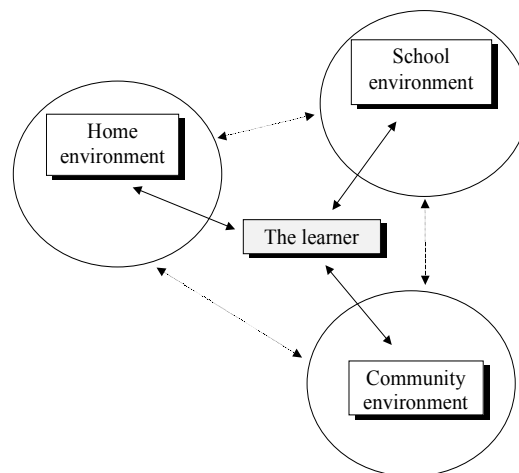 School
environment
Home
environment
The learner
Community
environment